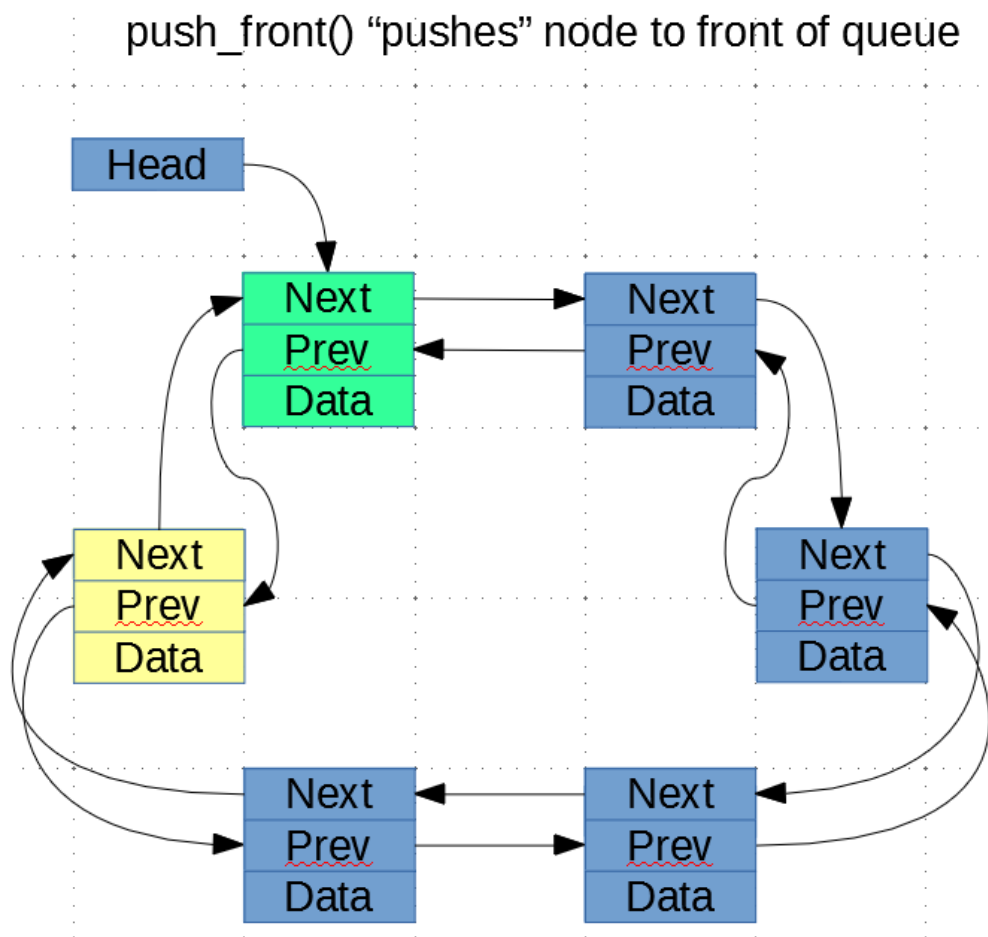 push_front() “pushes” node to front of queue
Head
Next
Prev
Data
Next
Prev
Data
Next
Prev
Data
Next
Prev
Data
Next
Prev
Data
Next
Prev
Data